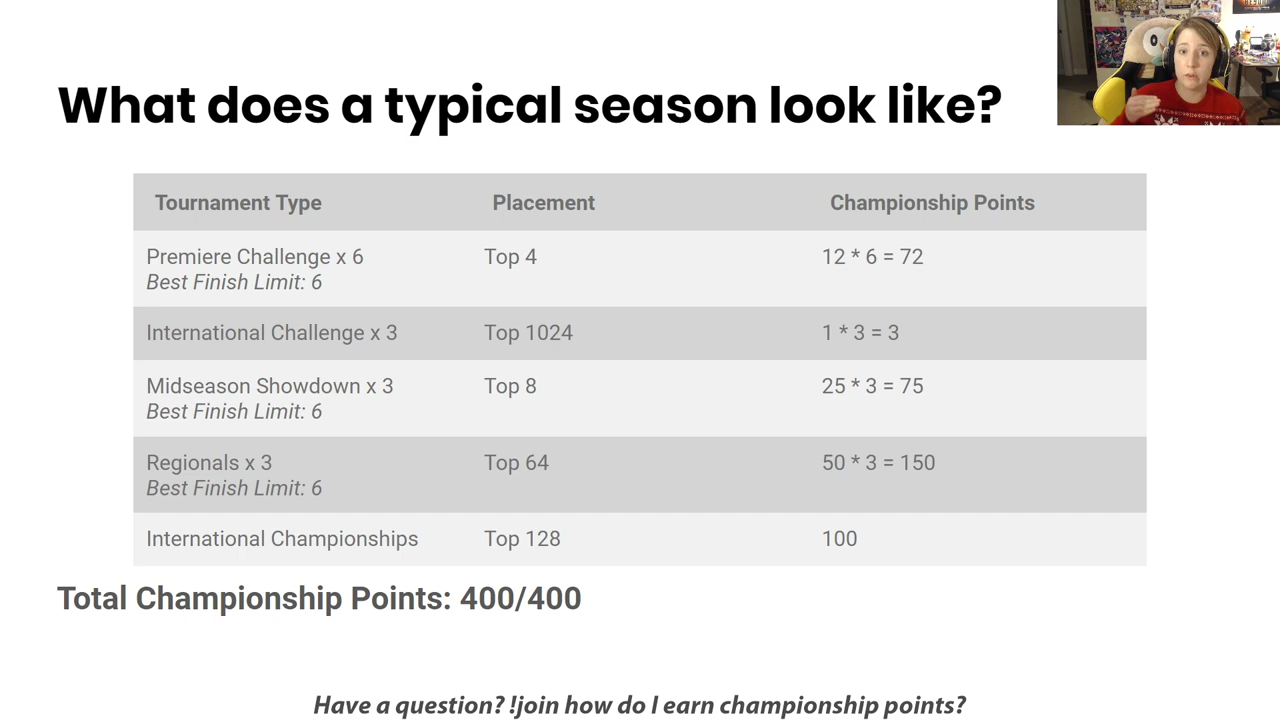 What does a typical season look like?
Tournament Type Placement Championship Points
Premiere Challenge x 6 Top 4 12 * 6 = 72
Best Finish Limit: 6
International Challenge x 3 Top 1024 1 * 3 = 3
Midseason Showdown x 3 Top 8 25 * 3 = 75
Best Finish Limit: 6
Regionals x 3 Top 64 50 * 3 = 150
Best Finish Limit: 6
International Championships Top 128 100
Total Championship Points: 400/400
Have a question? !join how do I earn championship points?